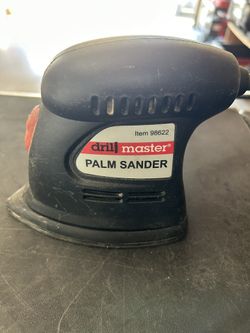 Item 98622
drill master®
PALM SANDER